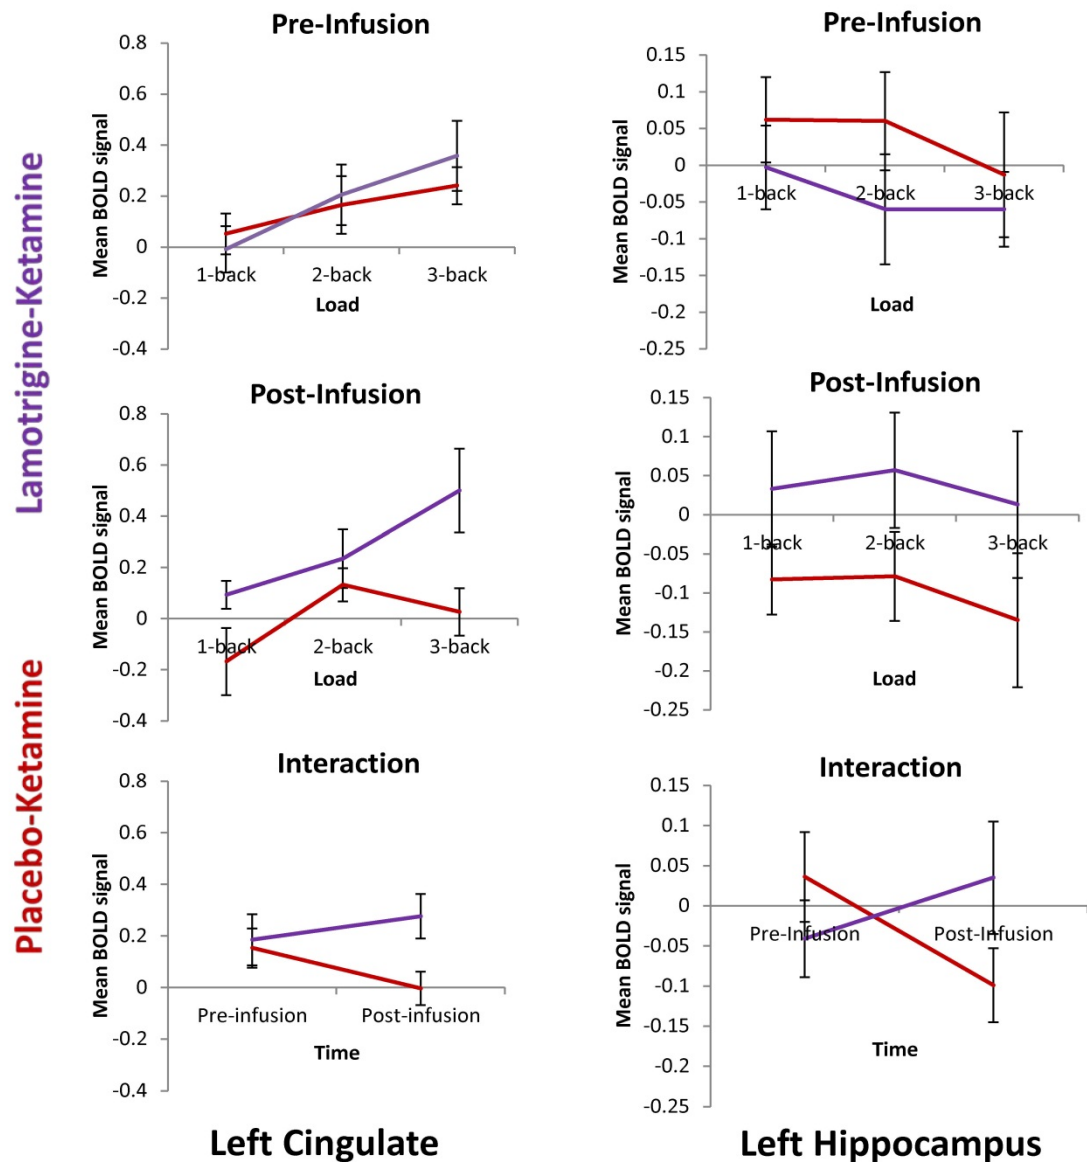 Lamotrigine-Ketamine
Placebo-Ketamine
Pre-Infusion
Mean BOLD signal
0.8
0.6
0.4
0.2
0
-0.2
-0.4
1-back
2-back
3-back
Load
Pre-Infusion
Mean BOLD signal
0.15
0.1
0.05
0
-0.05
-0.1
-0.15
-0.2
-0.25
1-back
2-back
3-back
Load
Post-Infusion
Mean BOLD signal
0.8
0.6
0.4
0.2
0
-0.2
-0.4
1-back
2-back
3-back
Load
Post-Infusion
Mean BOLD signal
0.15
0.1
0.05
0
-0.05
-0.1
-0.15
-0.2
-0.25
1-back
2-back
3-back
Load
Interaction
Mean BOLD signal
0.8
0.6
0.4
0.2
0
-0.2
-0.4
Pre-infusion
Post-infusion
Time
Interaction
Mean BOLD signal
0.15
0.1
0.05
0
-0.05
-0.1
-0.15
-0.2
-0.25
Pre-Infusion
Post-Infusion
Time
Left Cingulate
Left Hippocampus